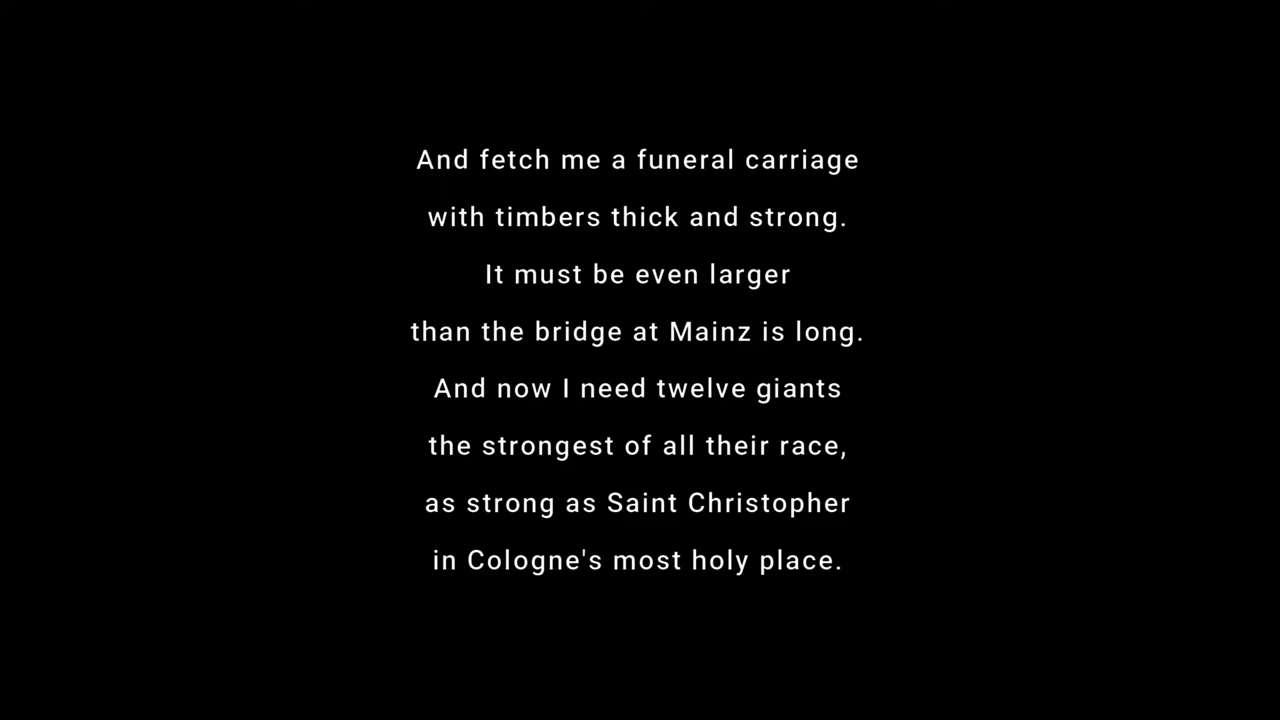 And fetch me a funeral carriage
with timbers thick and strong.
It must be even larger
than the bridge at Mainz is long.
And now I need twelve giants
the strongest of all their race,
as strong as Saint Christopher
in Cologne's most holy place.